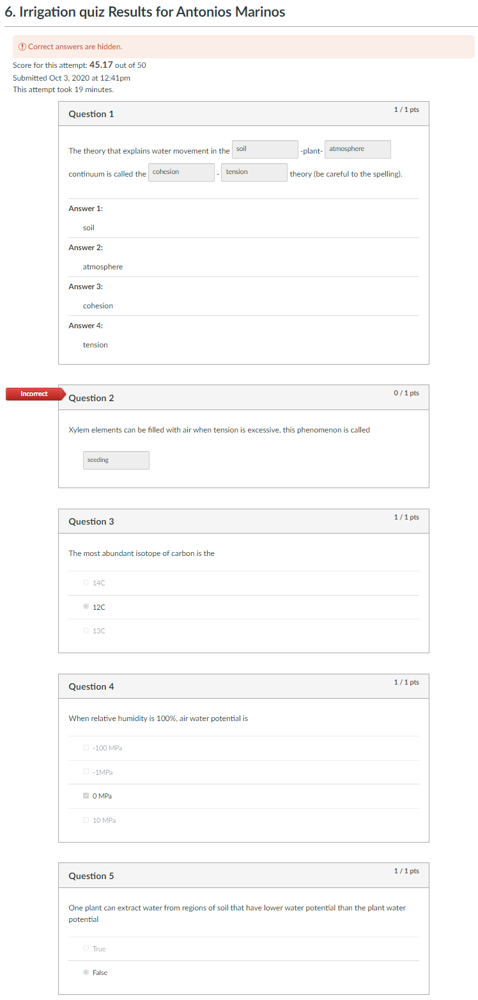 6. Irrigation quiz Results for Antonios Marinos
Correct answers are hidden.
Score for this attempt: 45.17 out of 50
Submitted Oct 3, 2020 at 12:41pm
This attempt took 19 minutes.
Question 1
1 / 1 pts
The theory that explains water movement in the soil -plant- atmosphere
continuum is called the cohesion - tension theory (be careful to the spelling).
Answer 1:
soil
Answer 2:
atmosphere
Answer 3:
cohesion
Answer 4:
tension
Incorrect
Question 2
0 / 1 pts
Xylem elements can be filled with air when tension is excessive, this phenomenon is called
seeding
Question 3
1 / 1 pts
The most abundant isotope of carbon is the
14C
12C
13C
Question 4
1 / 1 pts
When relative humidity is 100%, air water potential is
-100 MPa
-1MPa
0 MPa
10 MPa
Question 5
1 / 1 pts
One plant can extract water from regions of soil that have lower water potential than the plant water
potential
True
False